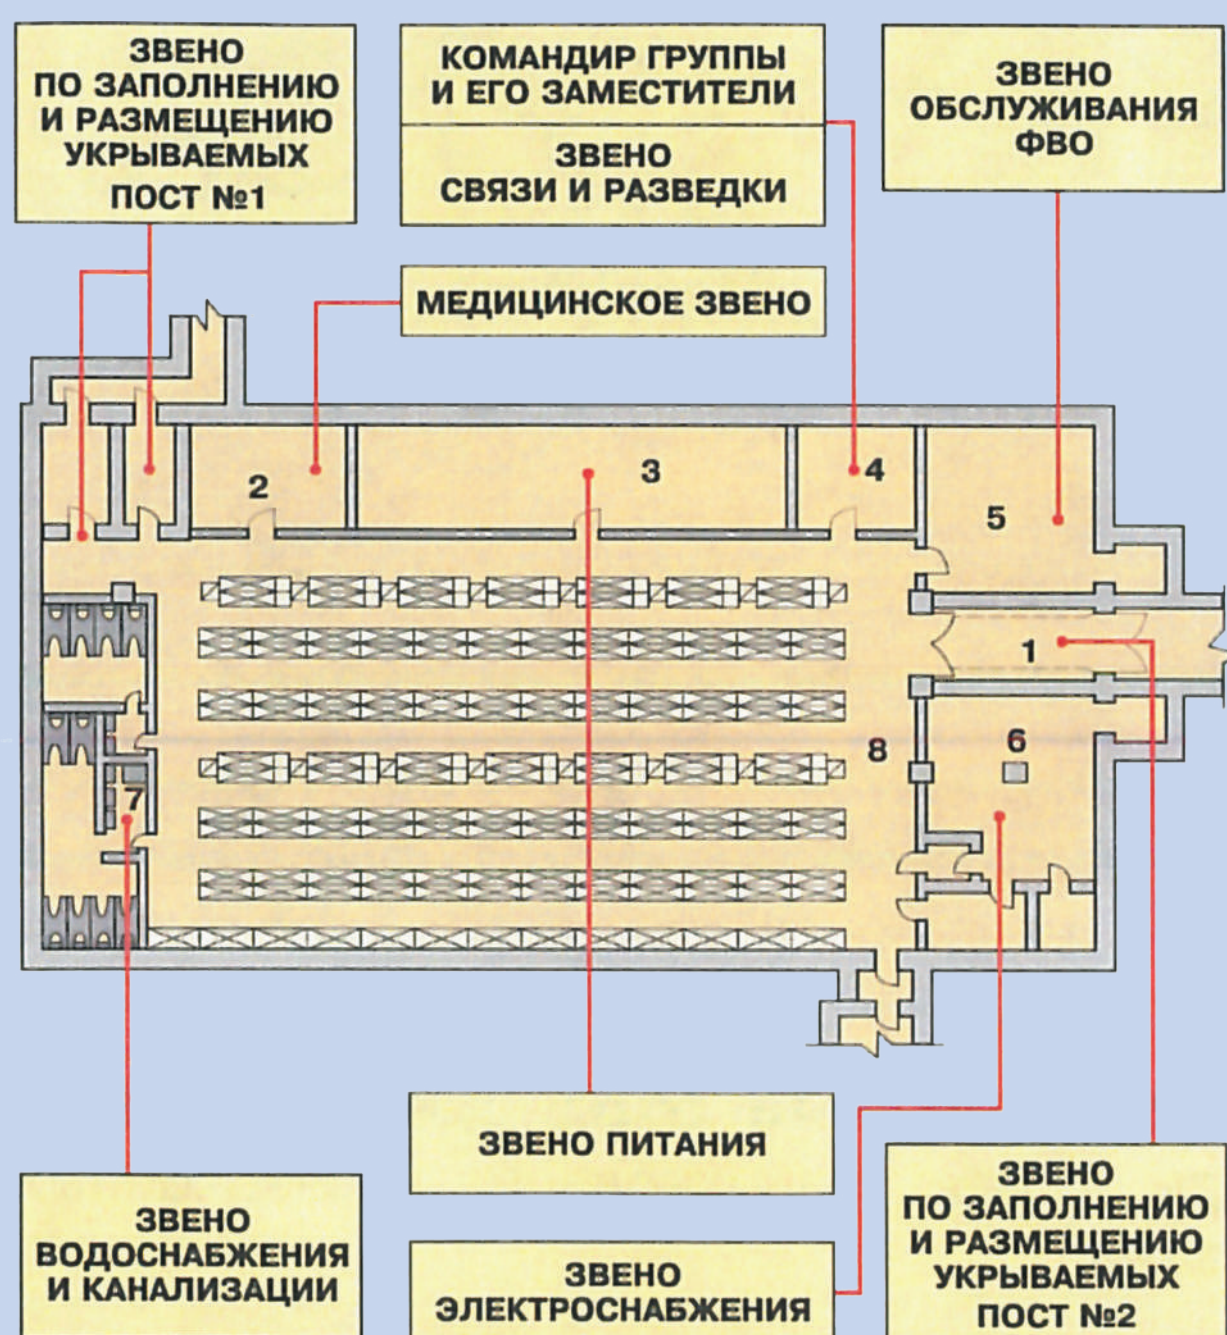 ЗВЕНО
ПО ЗАПОЛНЕНИЮ
И РАЗМЕЩЕНИЮ
УКРЫВАЕМЫХ
ПОСТ №1
КОМАНДИР ГРУППЫ
И ЕГО ЗАМЕСТИТЕЛИ
ЗВЕНО
СВЯЗИ И РАЗВЕДКИ
ЗВЕНО
ОБСЛУЖИВАНИЯ
ФВО
МЕДИЦИНСКОЕ ЗВЕНО
2
3
4
5
1
6
8
7
ЗВЕНО ПИТАНИЯ
ЗВЕНО
ВОДОСНАБЖЕНИЯ
И КАНАЛИЗАЦИИ
ЗВЕНО
ЭЛЕКТРОСНАБЖЕНИЯ
ЗВЕНО
ПО ЗАПОЛНЕНИЮ
И РАЗМЕЩЕНИЮ
УКРЫВАЕМЫХ
ПОСТ №2